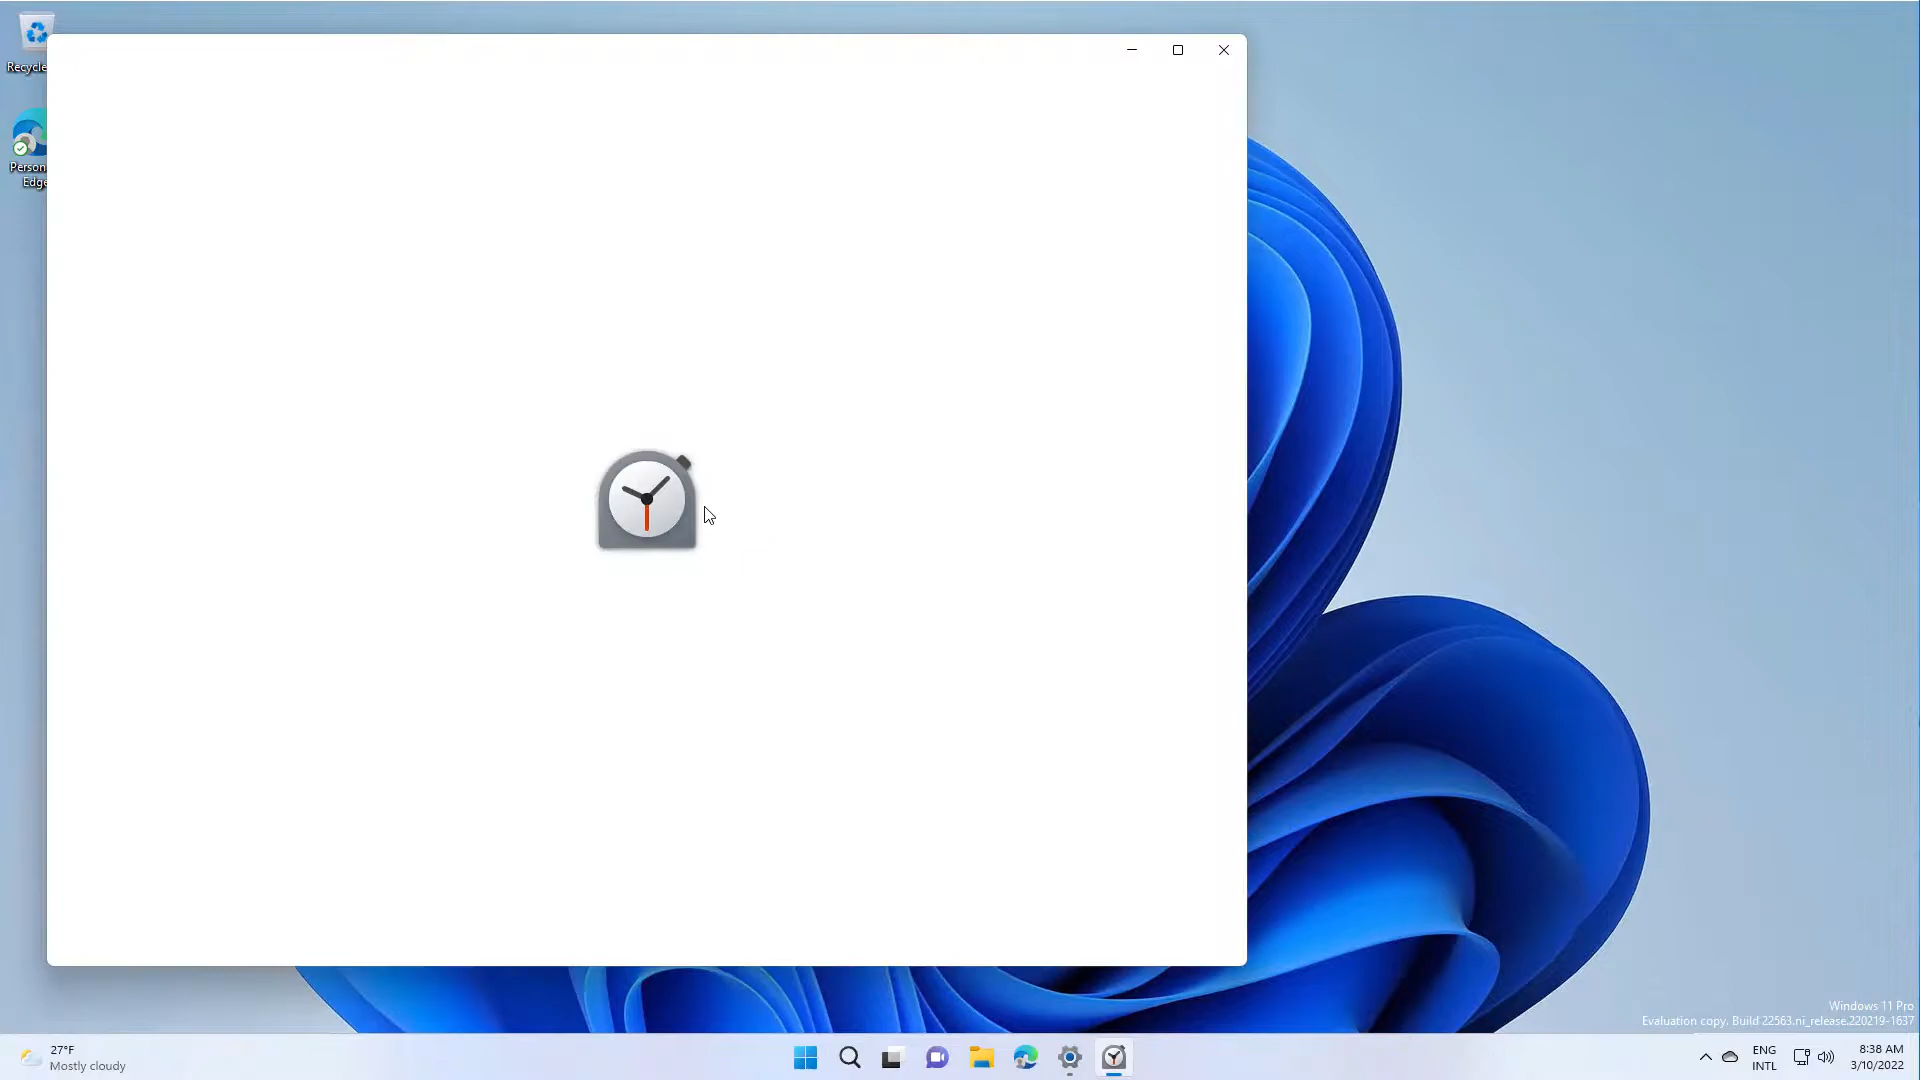 Recycle
Person
Edge
Windows 11 Pro
Evaluation copy. Build 22563.ni_release.220219-1637
27°F
Mostly cloudy
ENG
INTL
8:38 AM
3/10/2022